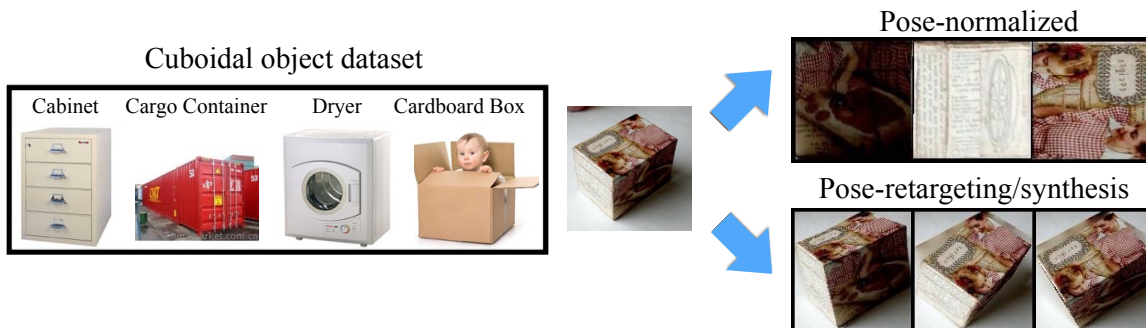 Cuboidal object dataset
Cabinet
Cargo Container
Dryer
Cardboard Box
Pose-normalized
Pose-retargeting/synthesis